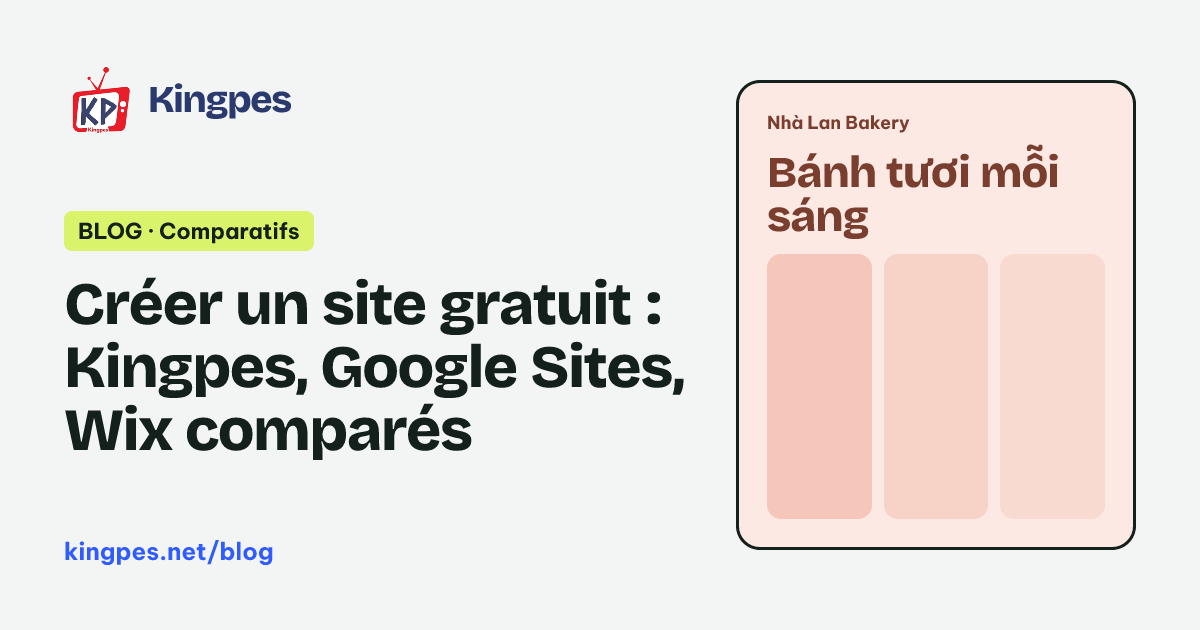 KP
Kingpes
Kingpes
BLOG · Comparatifs
Créer un site gratuit :
Kingpes, Google Sites,
Wix comparés
kingpes.net/blog
Nhà Lan Bakery
Bánh tươi mỗi
sáng